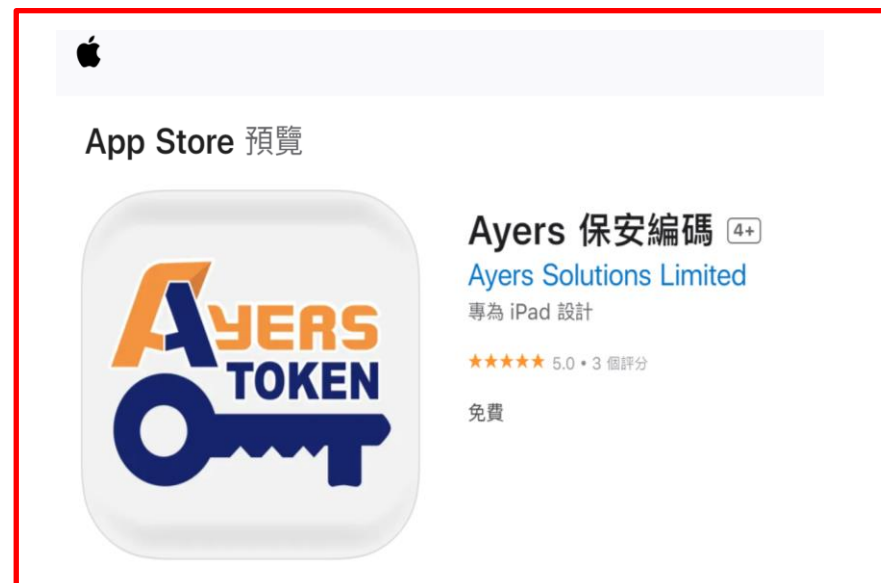 App Store 預覽
AYERS
TOKEN
Ayers 保安編碼 4+
Ayers Solutions Limited
專為 iPad 設計
★★★★★ 5.0 • 3 個評分
免費